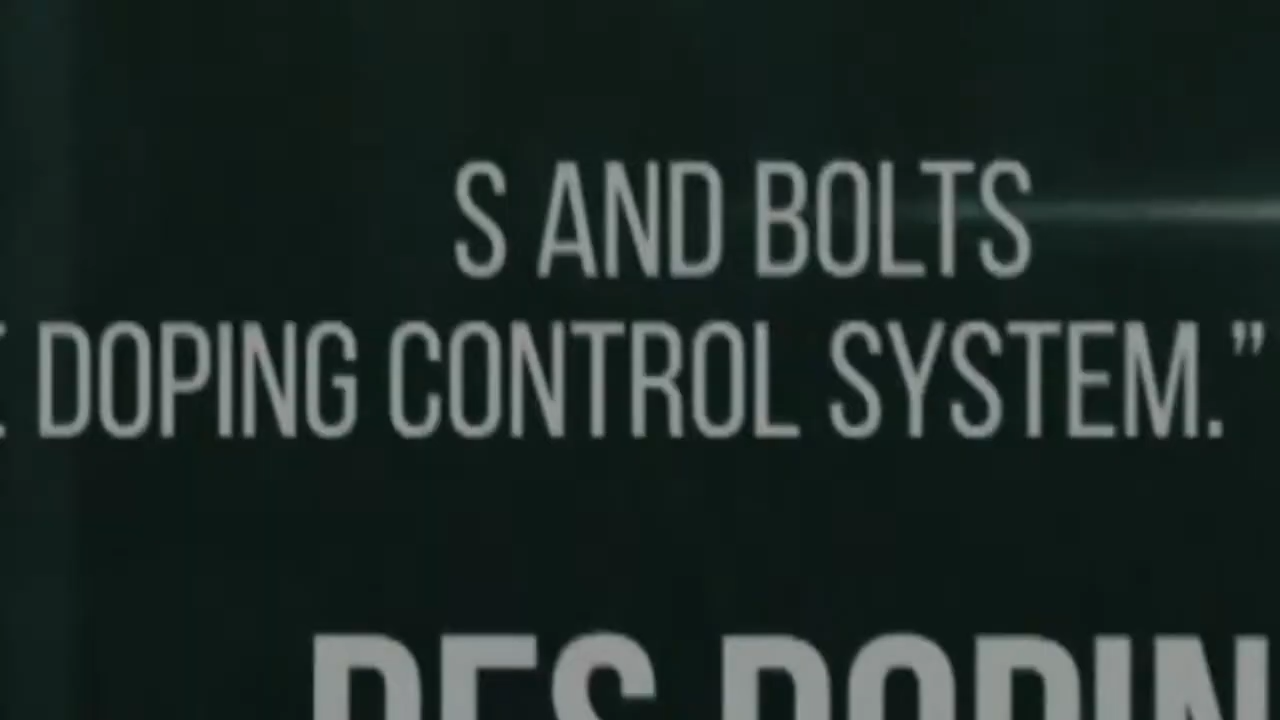 S AND BOLTS
DOPING CONTROL SYSTEM.”